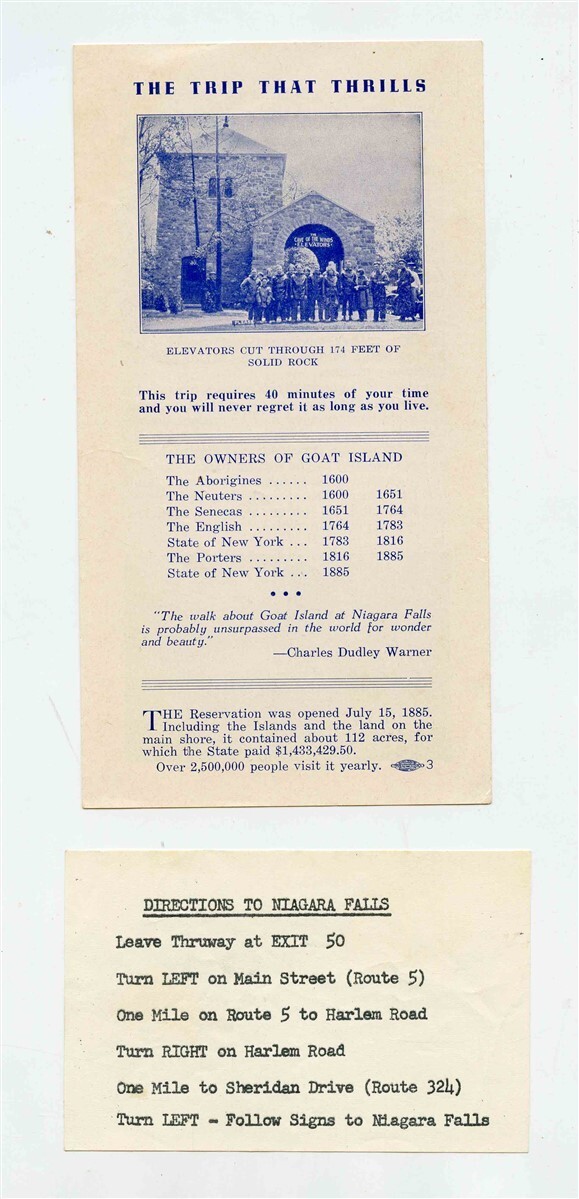 THE TRIP THAT THRILLS
THE
CAVE OF THE WINDS
ELEVATORS
ELEVATORS CUT THROUGH 174 FEET OF
SOLID ROCK
This trip requires 40 minutes of your time
and you will never regret it as long as you live.
THE OWNERS OF GOAT ISLAND
The Aborigines ...... 1600
The Neuters ......... 1600 1651
The Senecas ......... 1651 1764
The English ......... 1764 1783
State of New York ... 1783 1816
The Porters ......... 1816 1885
State of New York ... 1885
• • •
"The walk about Goat Island at Niagara Falls
is probably unsurpassed in the world for wonder
and beauty."
—Charles Dudley Warner
THE Reservation was opened July 15, 1885.
Including the Islands and the land on the
main shore, it contained about 112 acres, for
which the State paid $1,433,429.50.
Over 2,500,000 people visit it yearly. 3
DIRECTIONS TO NIAGARA FALLS
Leave Thruway at EXIT 50
Turn LEFT on Main Street (Route 5)
One Mile on Route 5 to Harlem Road
Turn RIGHT on Harlem Road
One Mile to Sheridan Drive (Route 324)
Turn LEFT - Follow Signs to Niagara Falls